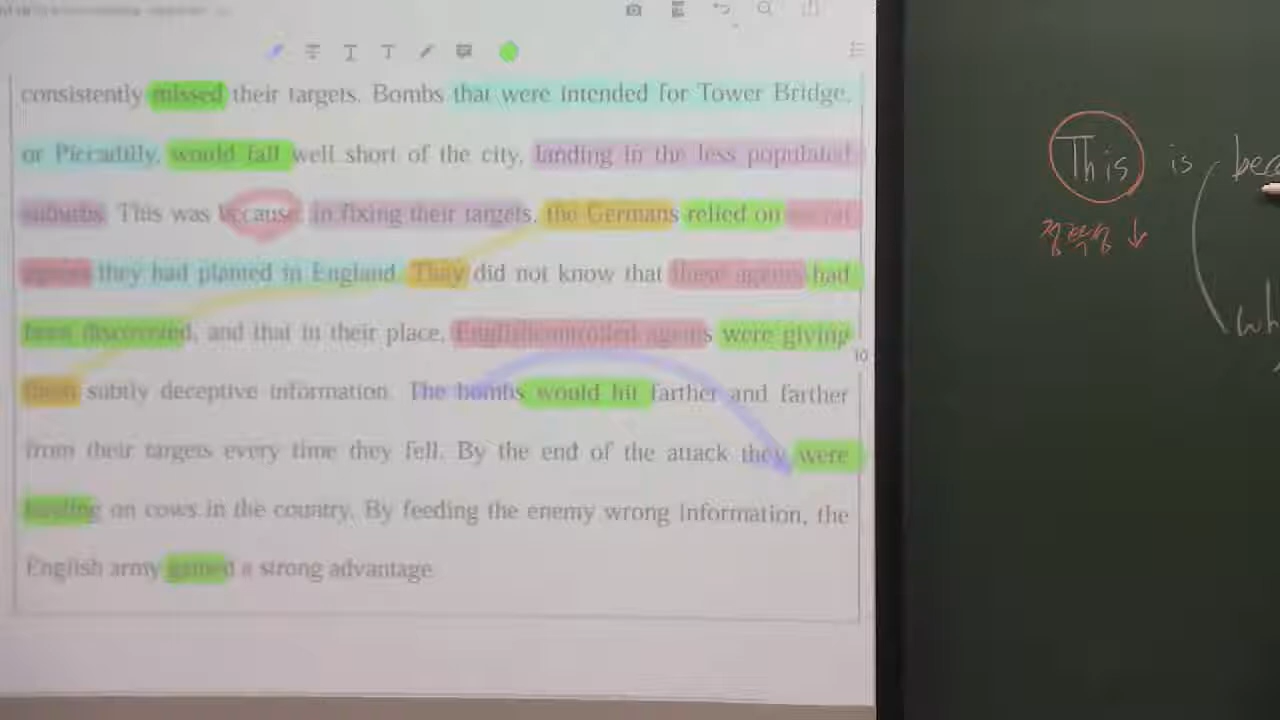 consistently missed their targets. Bombs that were intended for Tower Bridge,
or Piccadilly, would fall well short of the city, landing in the less populated
suburbs. This was because, in fixing their targets, the Germans relied on secret
agents they had planted in England. They did not know that these agents had
been discovered, and that in their place, Englishcontrolled agents were giving
10
them subtly deceptive information. The bombs would hit farther and farther
from their targets every time they fell. By the end of the attack they were
landing on cows in the country. By feeding the enemy wrong information, the
English army gained a strong advantage.
This is bec
wh